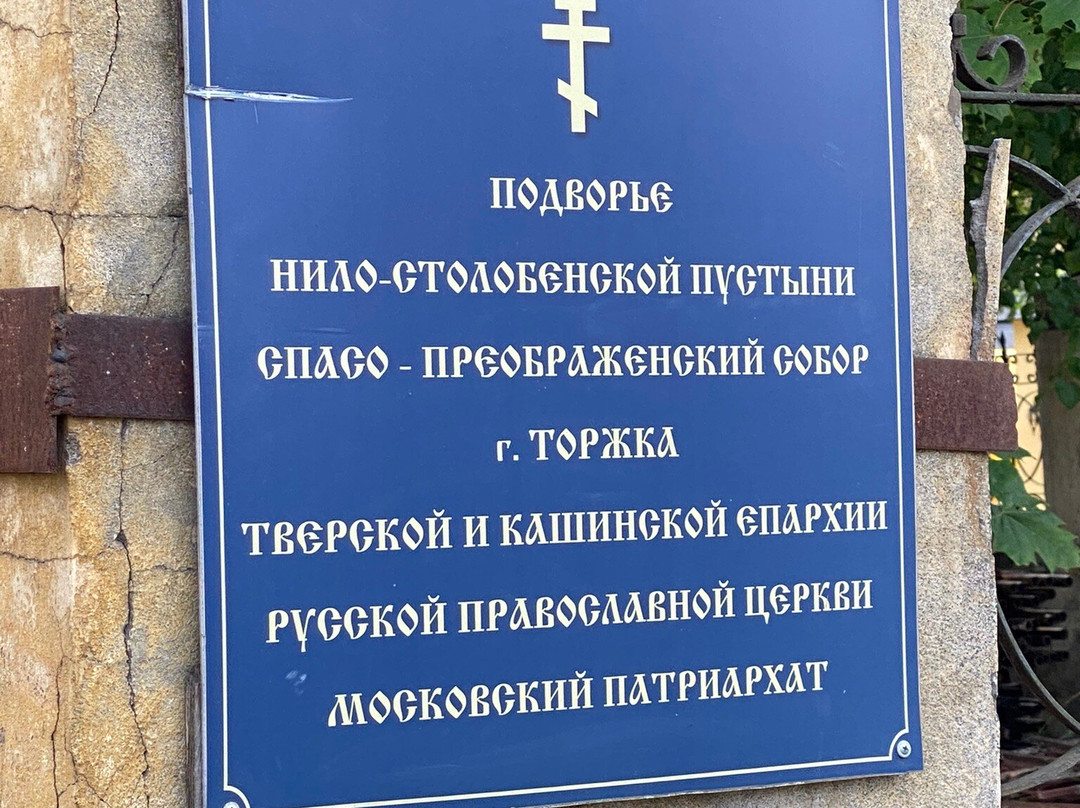 ПОДВОРЬЕ
НИЛО-СТОЛОБЕНСКОЙ ПУСТЫНИ
СПАСО - ПРЕОБРАЖЕНСКИЙ СОБОР
г. ТОРЖКА
ТВЕРСКОЙ И КАШИНСКОЙ ЕПАРХИИ
РУССКОЙ ПРАВОСЛАВНОЙ ЦЕРКВИ
МОСКОВСКИЙ ПАТРИАРХАТ